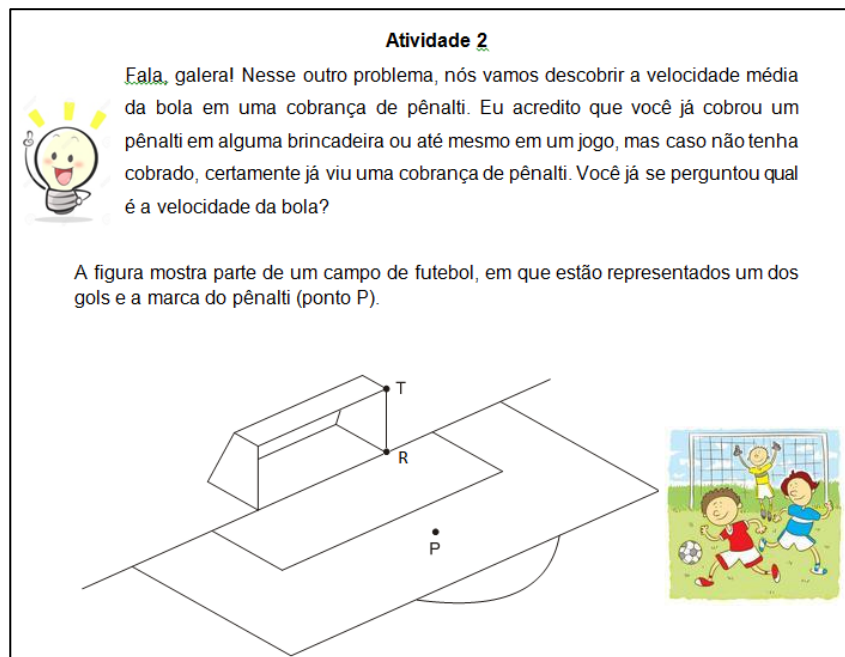 Atividade 2
Fala, galera! Nesse outro problema, nós vamos descobrir a velocidade média
da bola em uma cobrança de pênalti. Eu acredito que você já cobrou um
pênalti em alguma brincadeira ou até mesmo em um jogo, mas caso não tenha
cobrado, certamente já viu uma cobrança de pênalti. Você já se perguntou qual
é a velocidade da bola?
A figura mostra parte de um campo de futebol, em que estão representados um dos
gols e a marca do pênalti (ponto P).
T
R
P